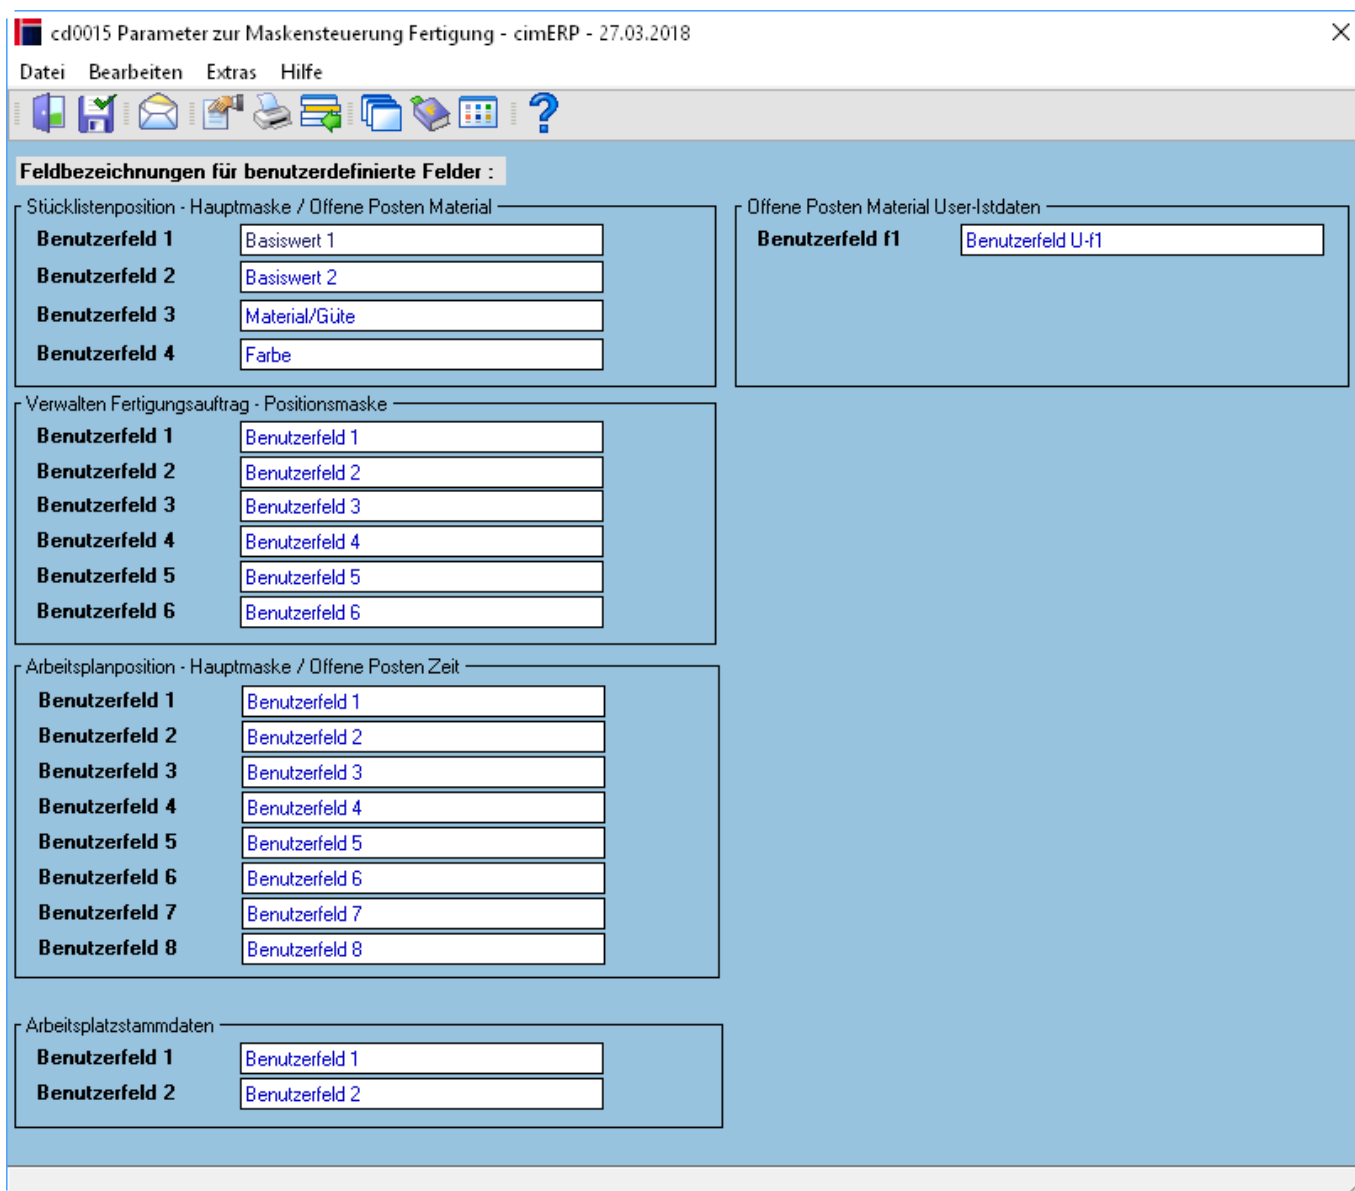 cd0015 Parameter zur Maskensteuerung Fertigung - cimERP - 27.03.2018
Datei Bearbeiten Extras Hilfe
Feldbezeichnungen für benutzerdefinierte Felder :
Stücklistenposition - Hauptmaske / Offene Posten Material
Benutzerfeld 1 Basiswert 1
Benutzerfeld 2 Basiswert 2
Benutzerfeld 3 Material/Güte
Benutzerfeld 4 Farbe
Offene Posten Material User-Istdaten
Benutzerfeld f1 Benutzerfeld U-f1
Verwalten Fertigungsauftrag - Positionsmaske
Benutzerfeld 1 Benutzerfeld 1
Benutzerfeld 2 Benutzerfeld 2
Benutzerfeld 3 Benutzerfeld 3
Benutzerfeld 4 Benutzerfeld 4
Benutzerfeld 5 Benutzerfeld 5
Benutzerfeld 6 Benutzerfeld 6
Arbeitsplanposition - Hauptmaske / Offene Posten Zeit
Benutzerfeld 1 Benutzerfeld 1
Benutzerfeld 2 Benutzerfeld 2
Benutzerfeld 3 Benutzerfeld 3
Benutzerfeld 4 Benutzerfeld 4
Benutzerfeld 5 Benutzerfeld 5
Benutzerfeld 6 Benutzerfeld 6
Benutzerfeld 7 Benutzerfeld 7
Benutzerfeld 8 Benutzerfeld 8
Arbeitsplatzstammdaten
Benutzerfeld 1 Benutzerfeld 1
Benutzerfeld 2 Benutzerfeld 2